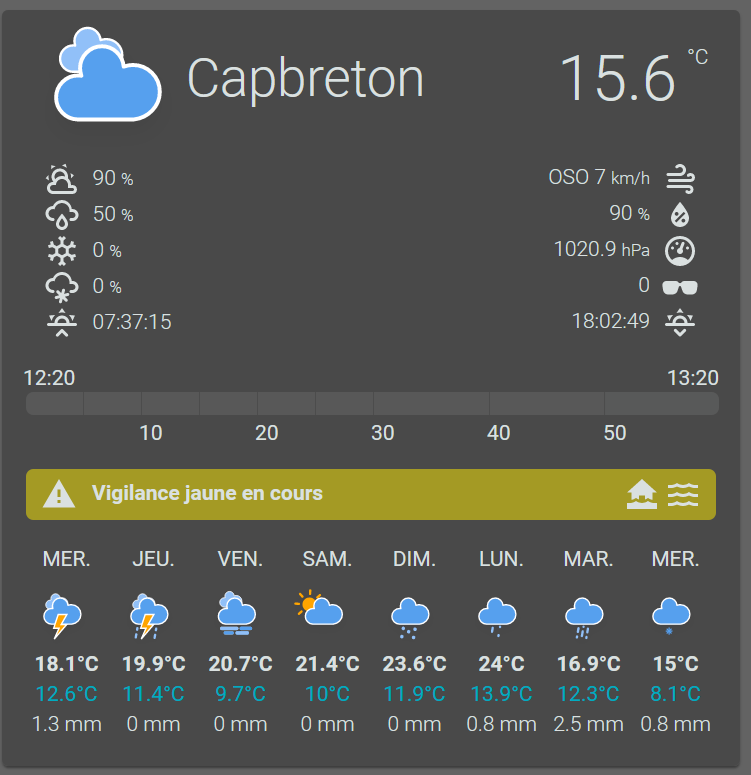 Capbreton 15.6 °C
90 % OSO 7 km/h
50 % 90 %
0 % 1020.9 hPa
0 % 0
07:37:15 18:02:49
12:20 13:20
10 20 30 40 50
Vigilance jaune en cours
MER. JEU. VEN. SAM. DIM. LUN. MAR. MER.
18.1°C 19.9°C 20.7°C 21.4°C 23.6°C 24°C 16.9°C 15°C
12.6°C 11.4°C 9.7°C 10°C 11.9°C 13.9°C 12.3°C 8.1°C
1.3 mm 0 mm 0 mm 0 mm 0 mm 0.8 mm 2.5 mm 0.8 mm